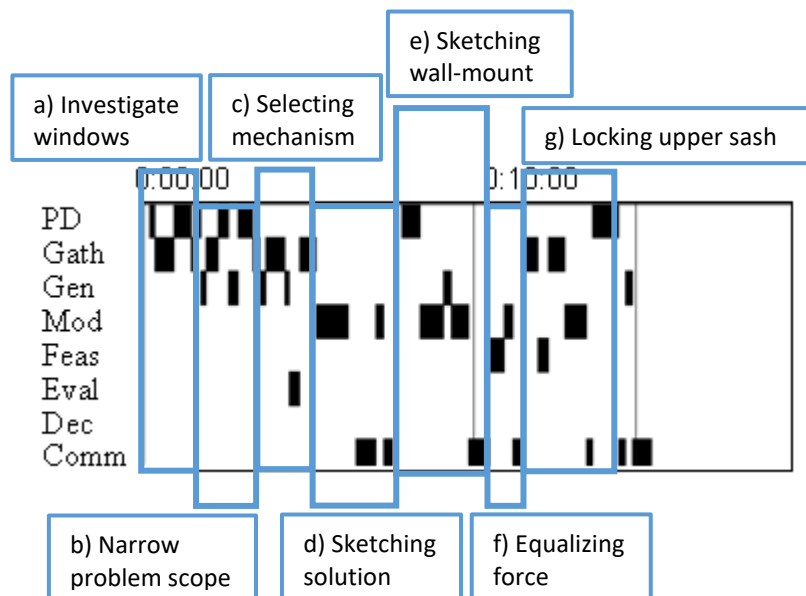 e) Sketching
wall-mount
a) Investigate
windows
c) Selecting
mechanism
g) Locking upper sash
0:00:00
0:10:00
PD
Gath
Gen
Mod
Feas
Eval
Dec
Comm
b) Narrow
problem scope
d) Sketching
solution
f) Equalizing
force